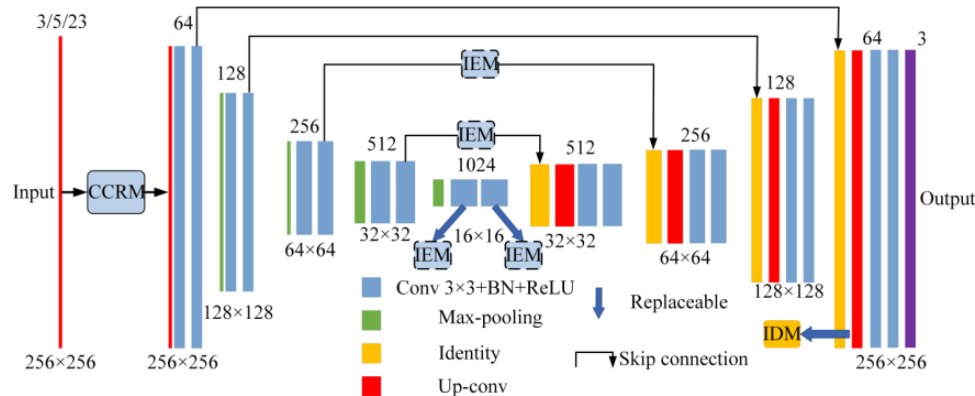 3/5/23
64
128
256
512
1024
512
256
128
64
3
IEM
IEM
Input
CCRM
Output
16×16
IEM
IEM
32×32
32×32
64×64
64×64
128×128
128×128
256×256
256×256
256×256
IDM
Conv 3×3+BN+ReLU
Max-pooling
Identity
Up-conv
Replaceable
Skip connection